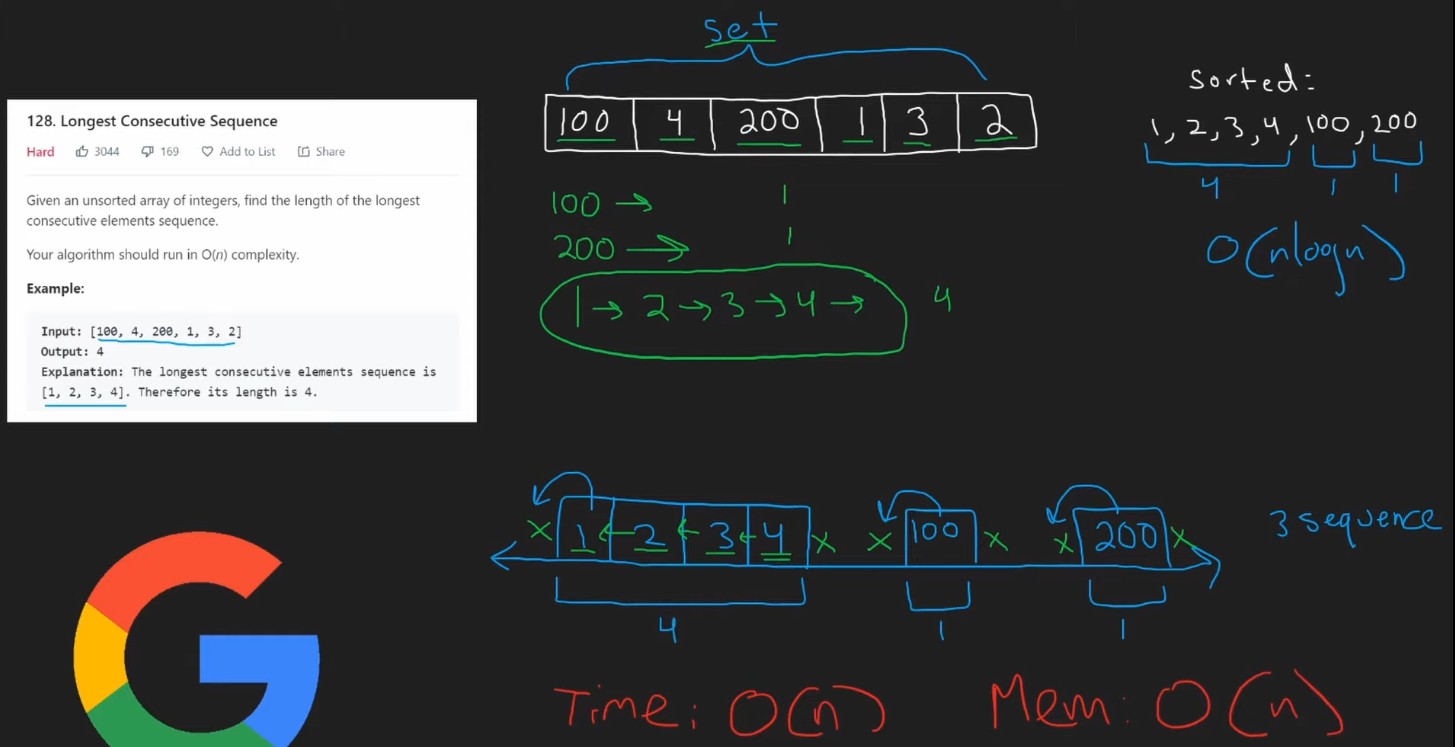 128. Longest Consecutive Sequence
Hard 3044 169 Add to List Share
Given an unsorted array of integers, find the length of the longest
consecutive elements sequence.
Your algorithm should run in O(n) complexity.
Example:
Input: [100, 4, 200, 1, 3, 2]
Output: 4
Explanation: The longest consecutive elements sequence is
[1, 2, 3, 4]. Therefore its length is 4.
set
100 4 200 1 3 2
100 → 1
200 → 1
1 → 2 → 3 → 4 → 4
Sorted:
1, 2, 3, 4, 100, 200
4 1 1
O(nlogn)
x 1 ← 2 ← 3 ← 4 x x 100 x x 200 x
3 sequence
4 1 1
Time: O(n) Mem: O(n)